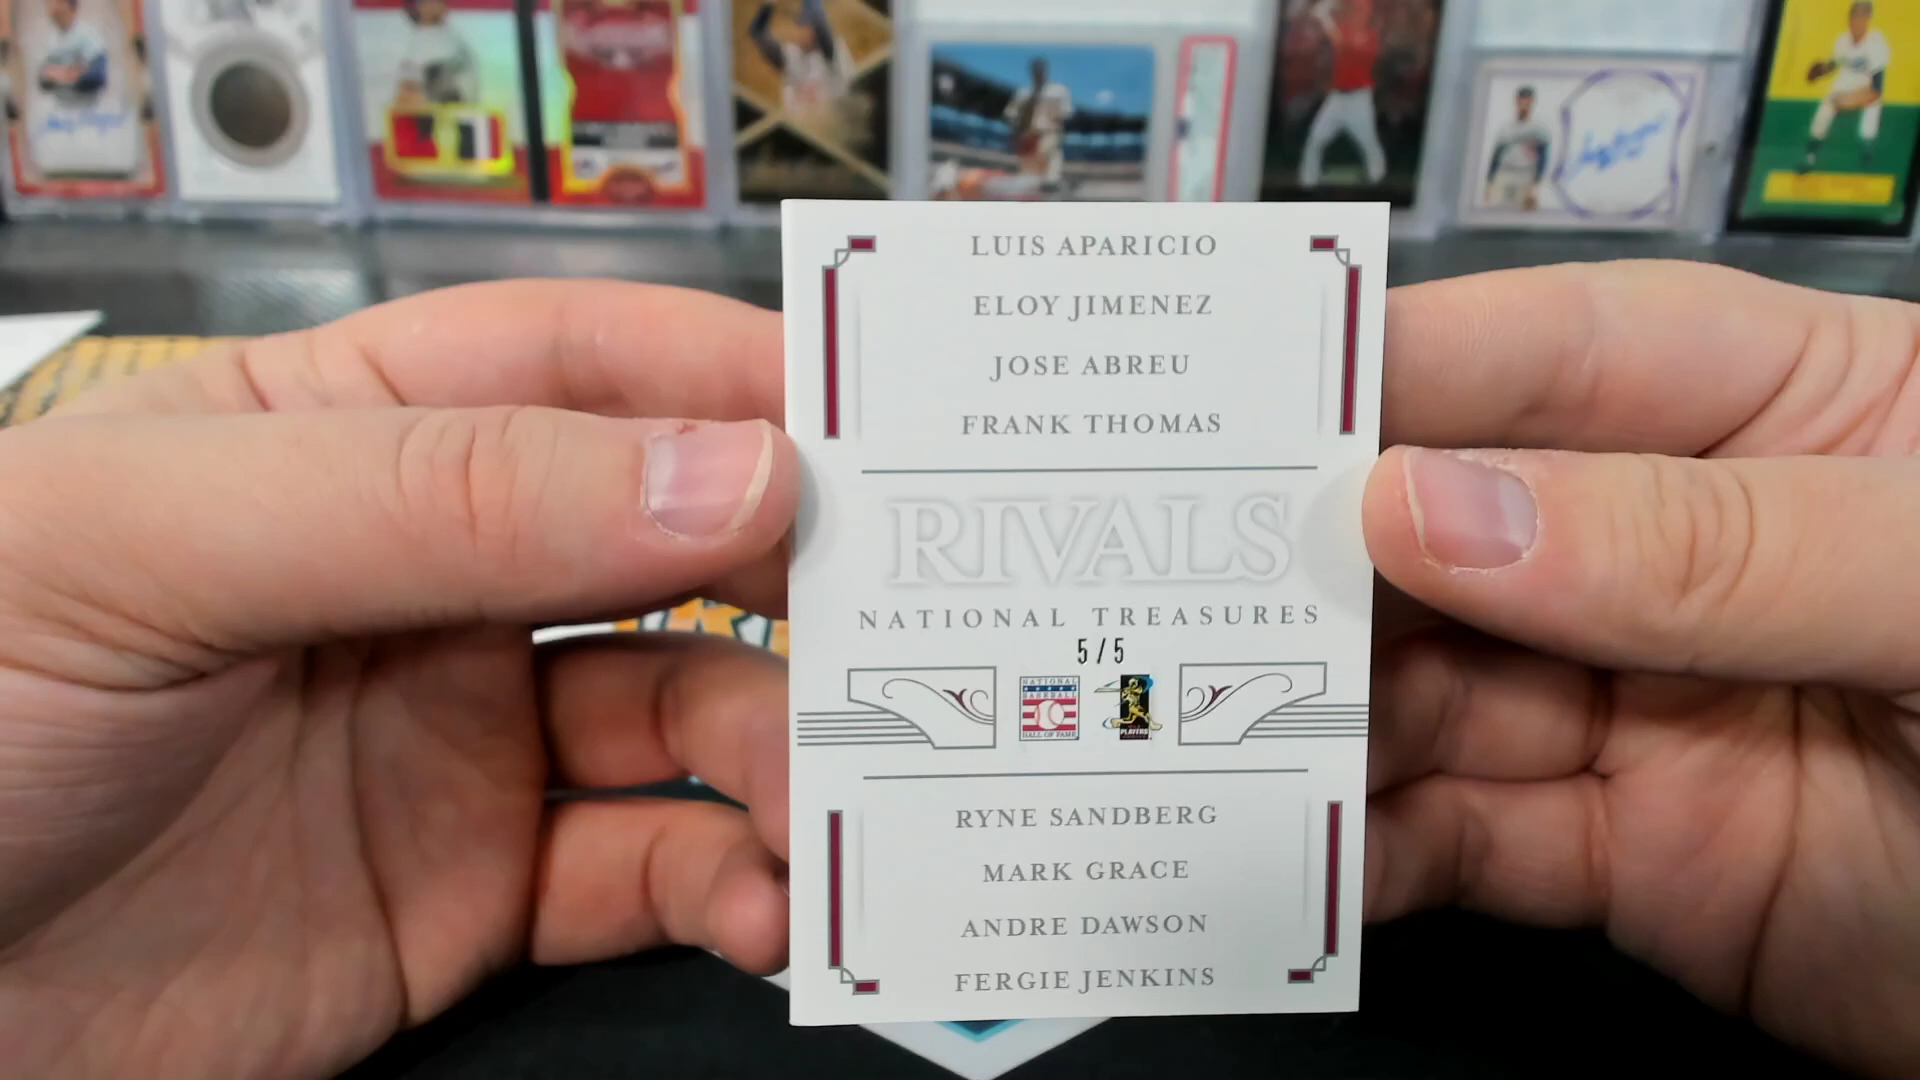 LUIS APARICIO
ELOY JIMENEZ
JOSE ABREU
FRANK THOMAS
RIVALS
NATIONAL TREASURES
5/5
NATIONAL
BASEBALL
HALL OF FAME
PLAYERS
RYNE SANDBERG
MARK GRACE
ANDRE DAWSON
FERGIE JENKINS